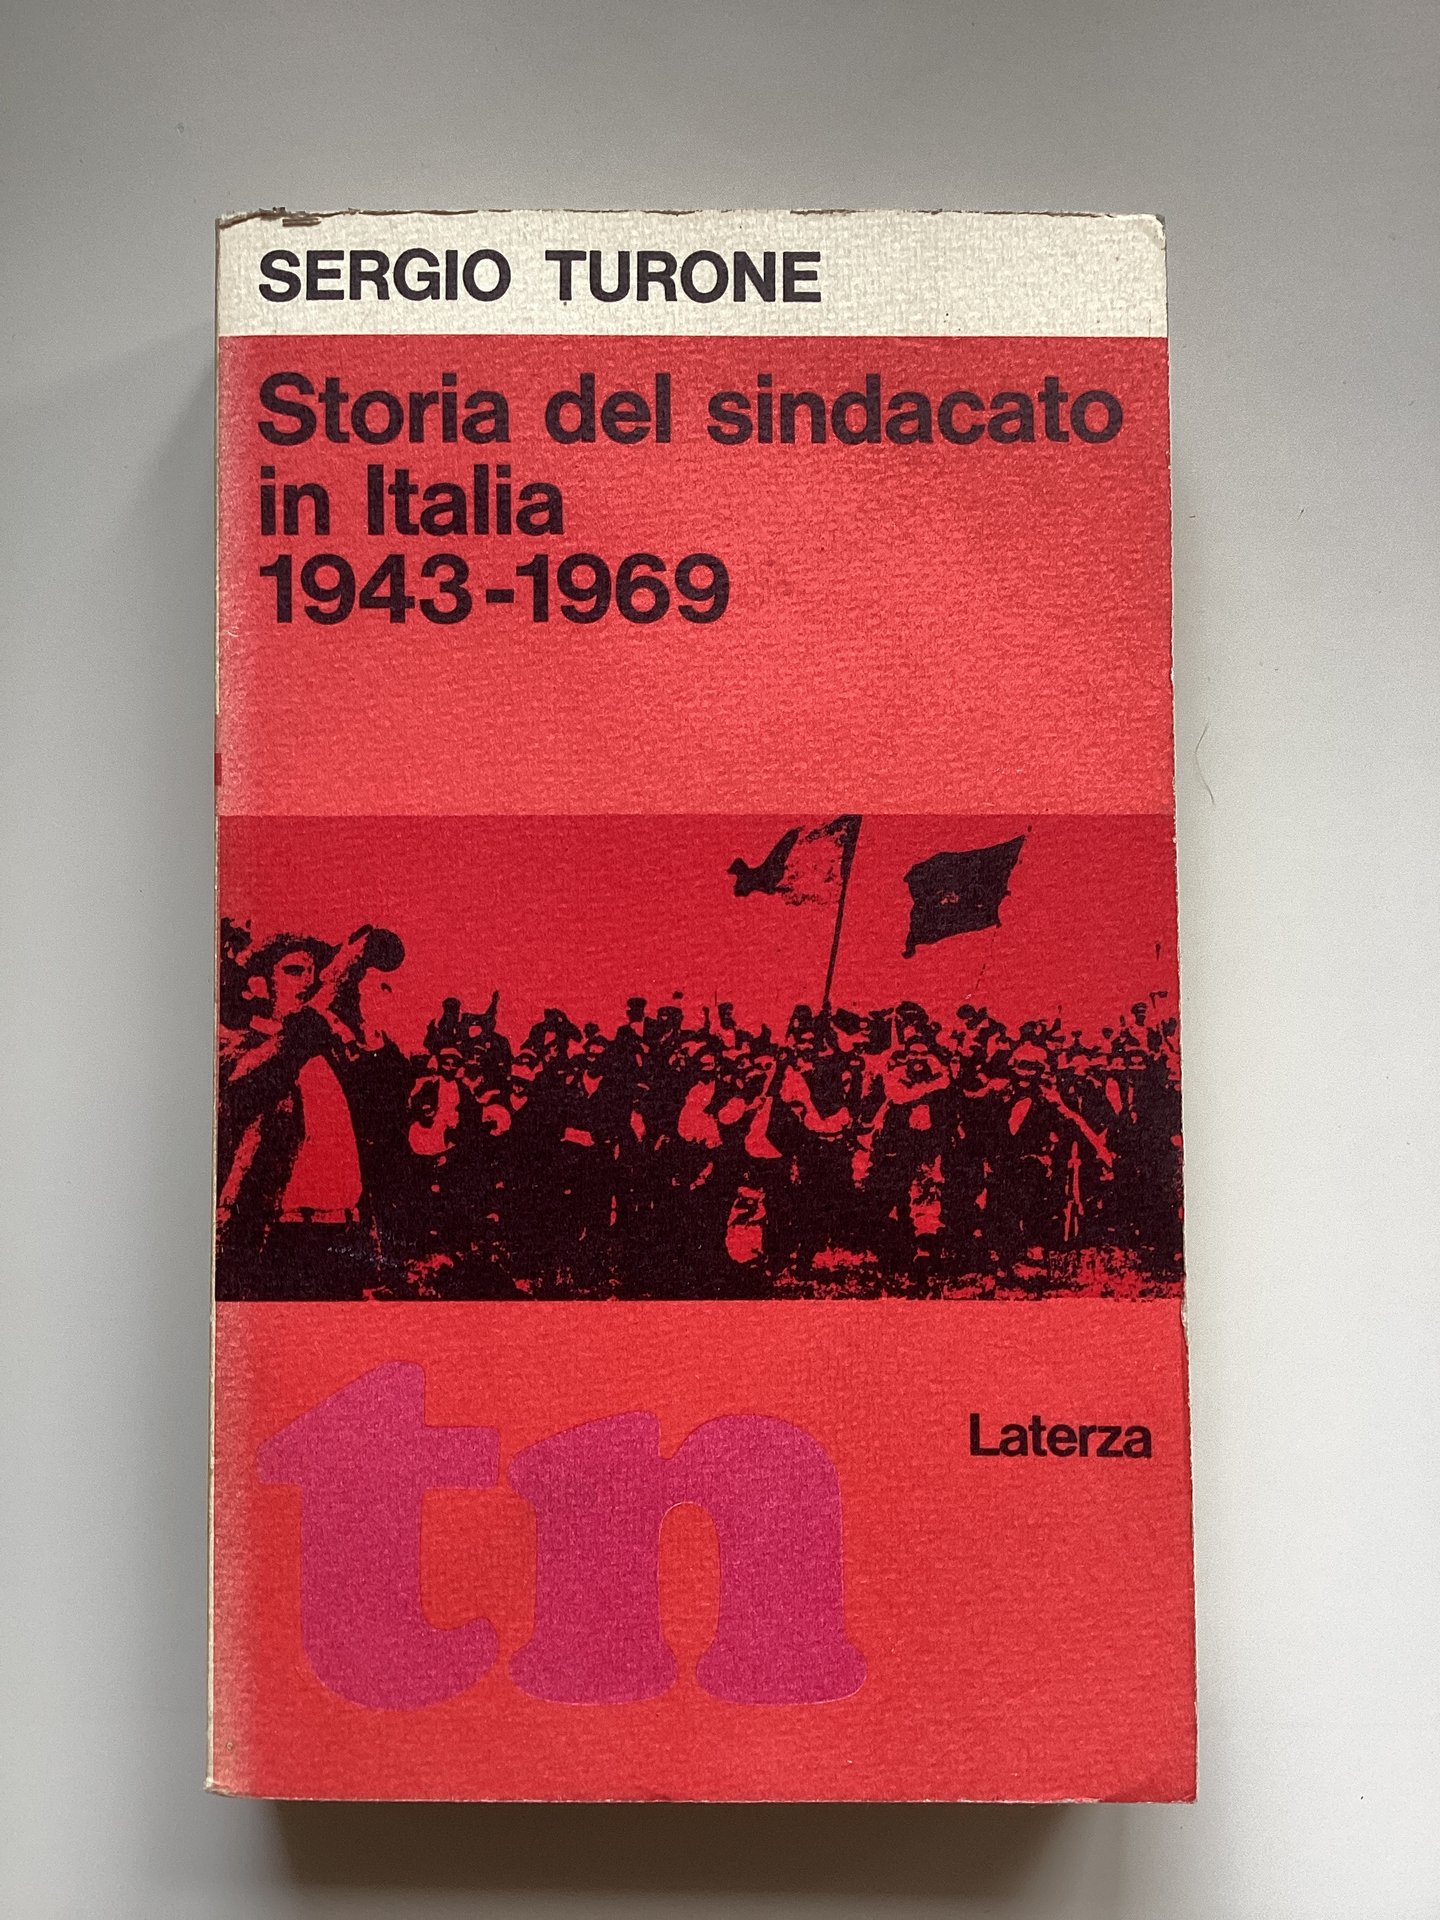 SERGIO TURONE
Storia del sindacato
in Italia
1943-1969
Laterza
tn